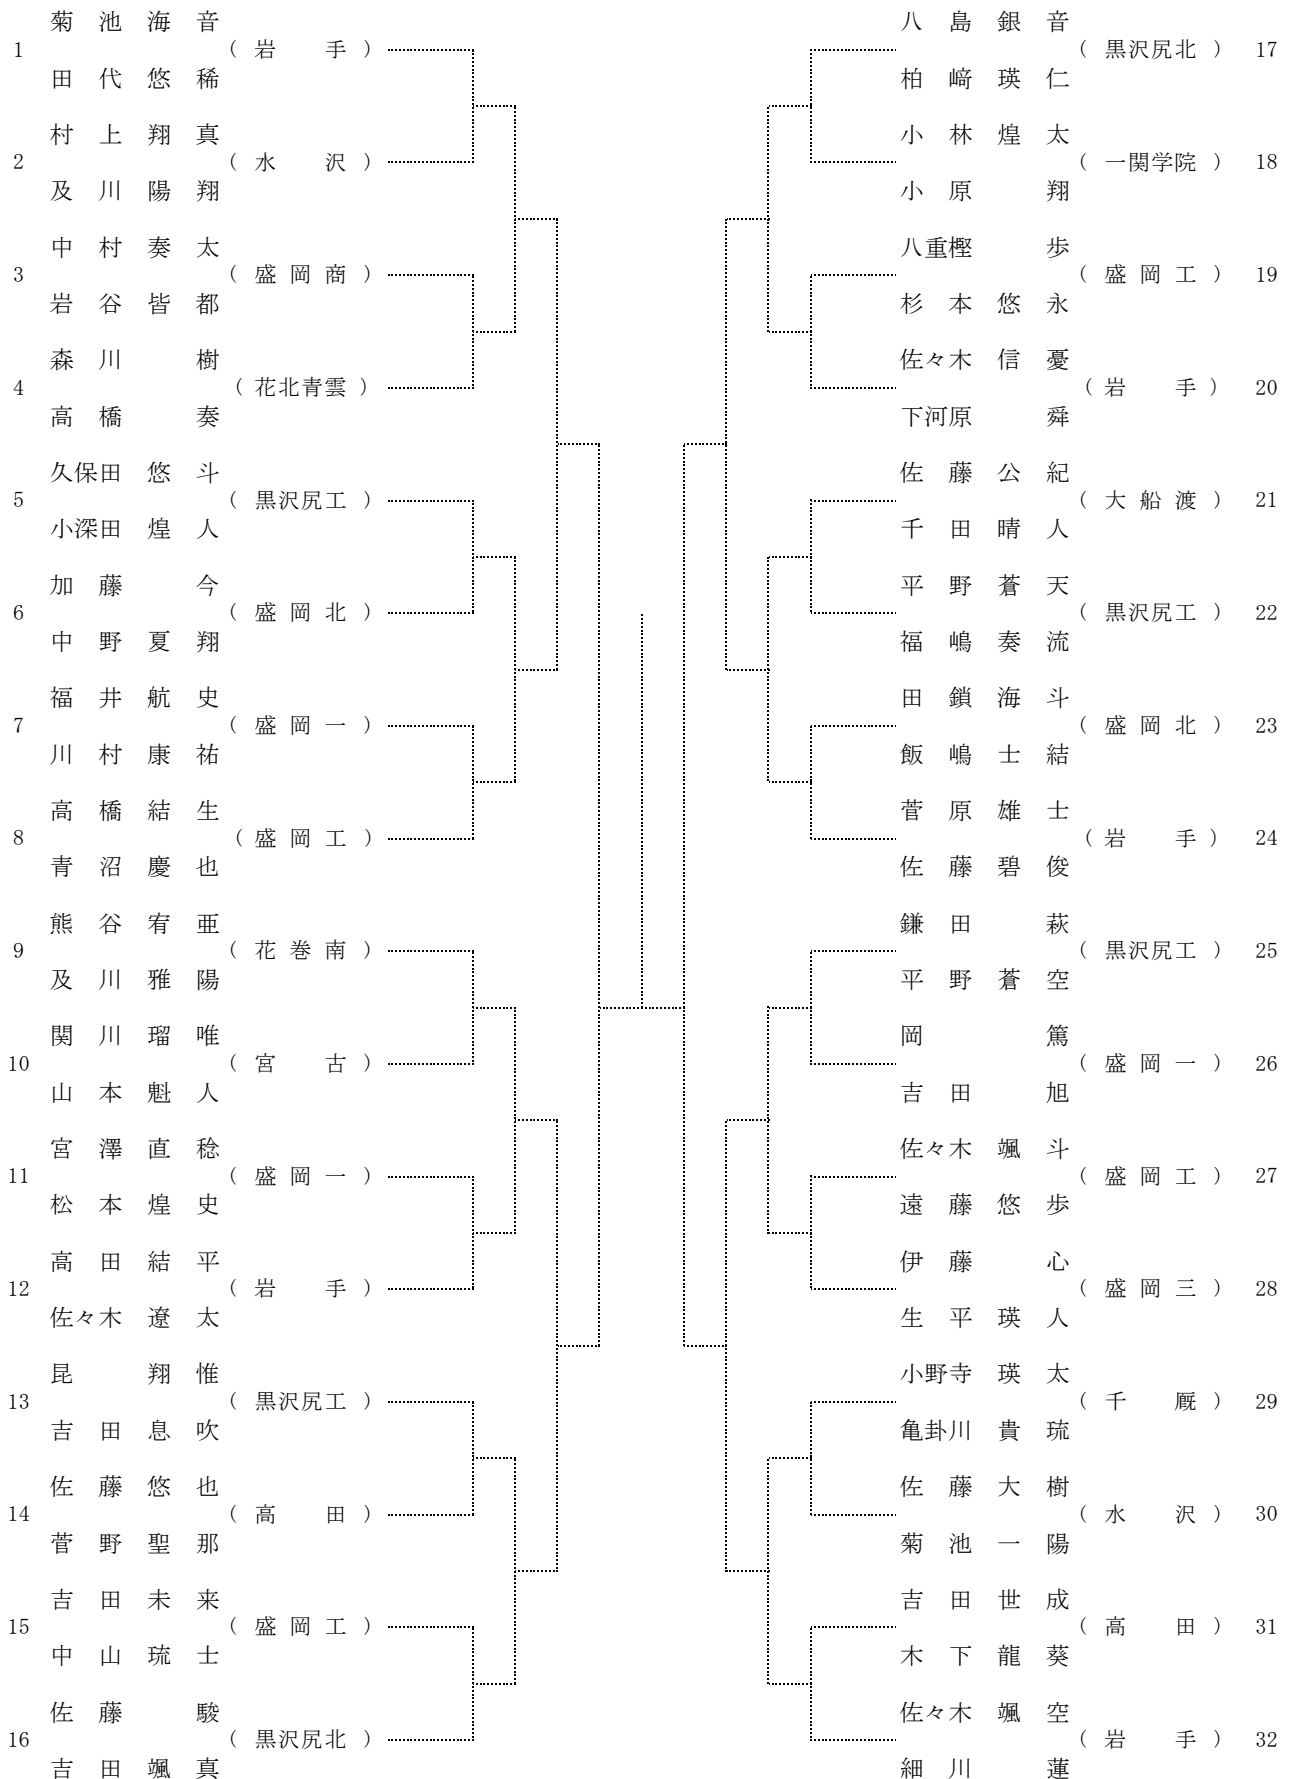 菊池海音
1 (岩手)
田代悠稀
村上翔真
2 (水沢)
及川陽翔
中村奏太
3 (盛岡商)
岩谷皆都
森川樹
4 (花北青雲)
高橋奏
久保田悠斗
5 (黒沢尻工)
小深田煌人
加藤今
6 (盛岡北)
中野夏翔
福井航史
7 (盛岡一)
川村康祐
高橋結生
8 (盛岡工)
青沼慶也
熊谷宥亜
9 (花巻南)
及川雅陽
関川瑠唯
10 (宮古)
山本魁人
宮澤直稔
11 (盛岡一)
松本煌史
高田結平
12 (岩手)
佐々木遼太
昆翔惟
13 (黒沢尻工)
吉田息吹
佐藤悠也
14 (高田)
菅野聖那
吉田未来
15 (盛岡工)
中山琉士
佐藤駿
16 (黒沢尻北)
吉田颯真
八島銀音
(黒沢尻北) 17
柏﨑瑛仁
小林煌太
(一関学院) 18
小原翔
八重樫歩
(盛岡工) 19
杉本悠永
佐々木信憂
(岩手) 20
下河原舜
佐藤公紀
(大船渡) 21
千田晴人
平野蒼天
(黒沢尻工) 22
福嶋奏流
田鎖海斗
(盛岡北) 23
飯嶋士結
菅原雄士
(岩手) 24
佐藤碧俊
鎌田萩
(黒沢尻工) 25
平野蒼空
岡篤
(盛岡一) 26
吉田旭
佐々木颯斗
(盛岡工) 27
遠藤悠歩
伊藤心
(盛岡三) 28
生平瑛人
小野寺瑛太
(千厩) 29
亀卦川貴琉
佐藤大樹
(水沢) 30
菊池一陽
吉田世成
(高田) 31
木下龍葵
佐々木颯空
(岩手) 32
細川蓮